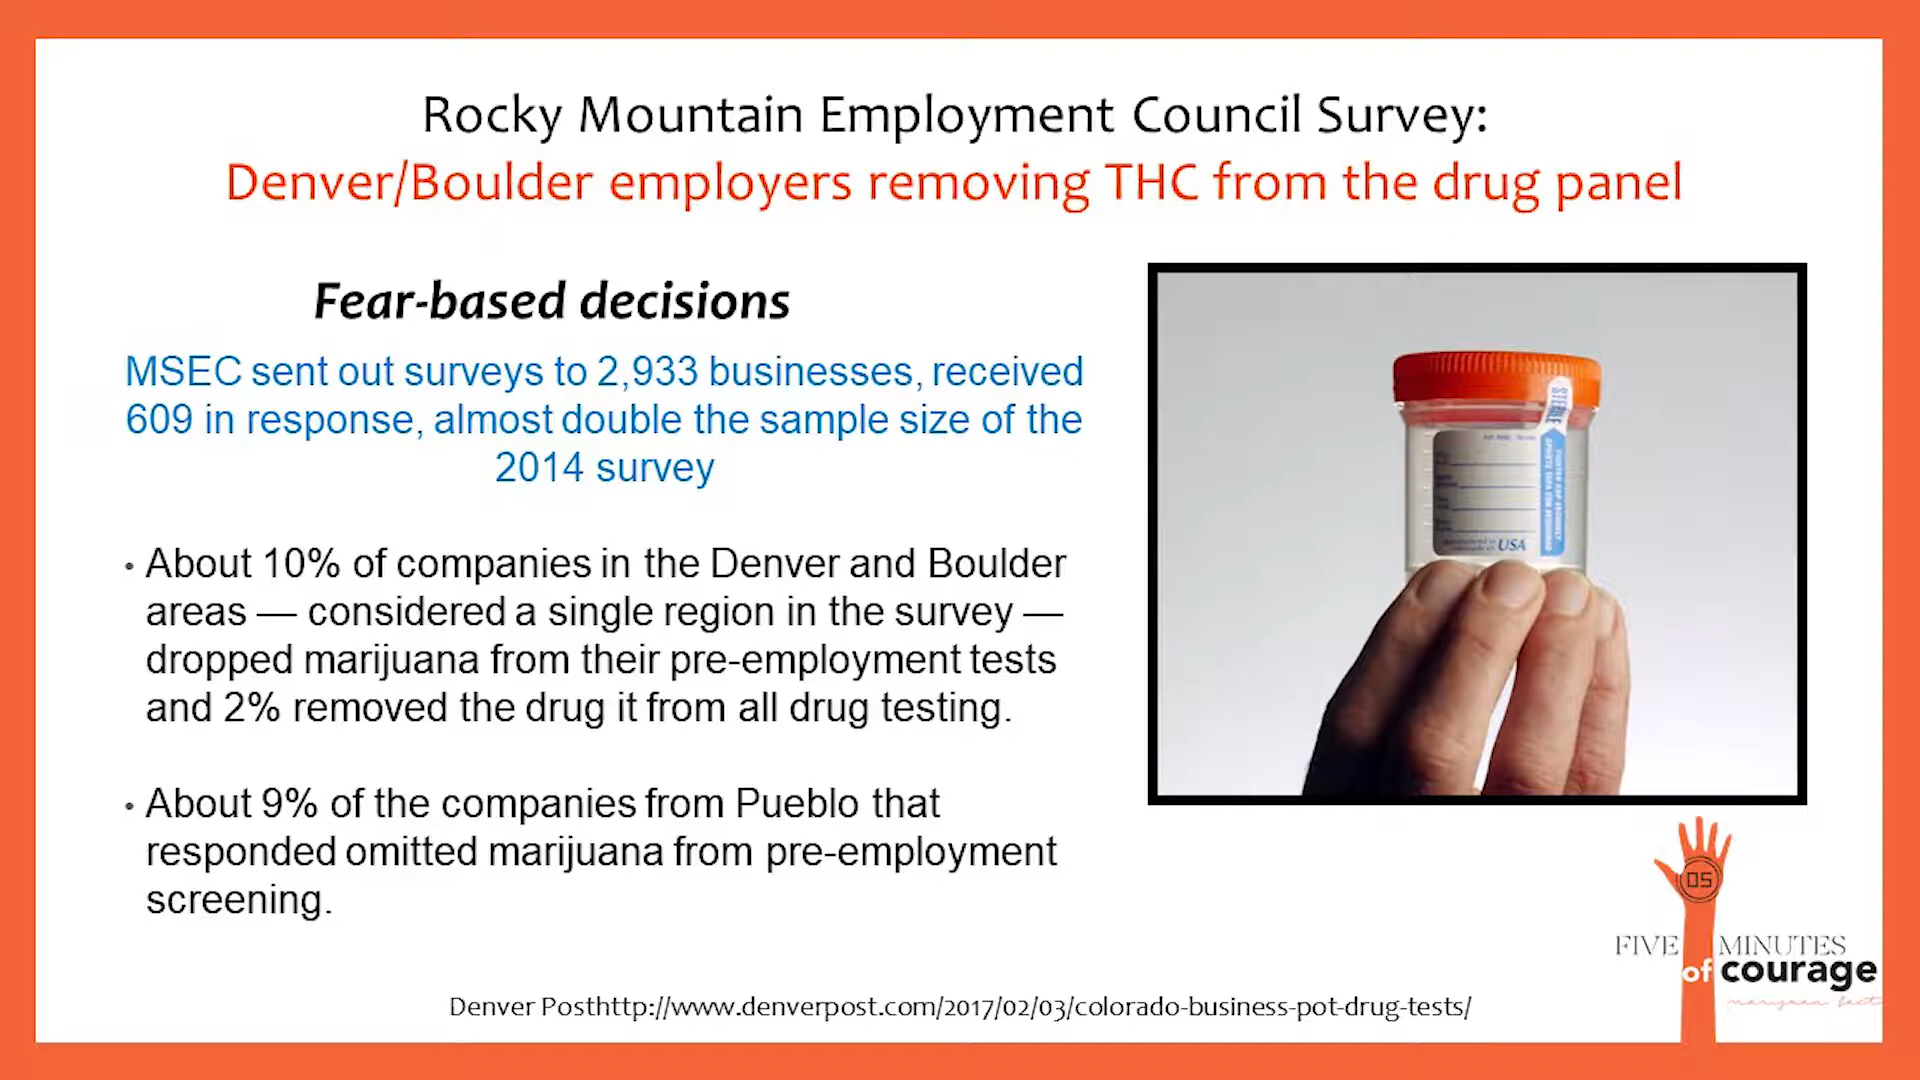 Rocky Mountain Employment Council Survey:
Denver/Boulder employers removing THC from the drug panel
Fear-based decisions
MSEC sent out surveys to 2,933 businesses, received
609 in response, almost double the sample size of the
2014 survey
• About 10% of companies in the Denver and Boulder
areas — considered a single region in the survey —
dropped marijuana from their pre-employment tests
and 2% removed the drug it from all drug testing.
• About 9% of the companies from Pueblo that
responded omitted marijuana from pre-employment
screening.
USA
05
FIVE MINUTES
of courage
Denver Posthttp://www.denverpost.com/2017/02/03/colorado-business-pot-drug-tests/